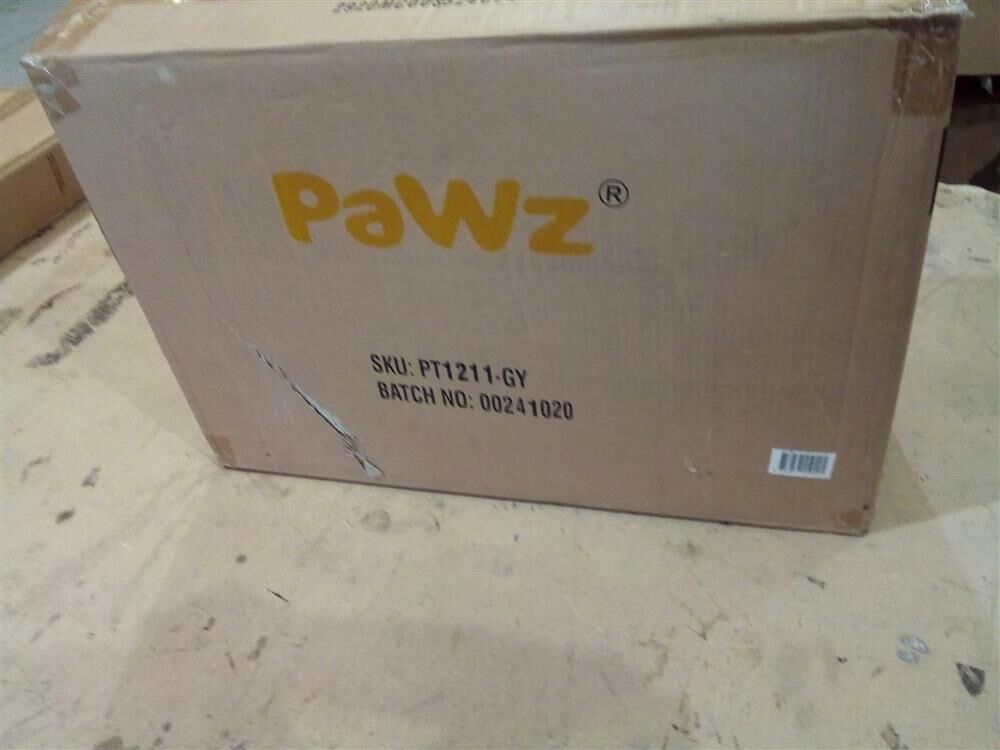 PaWz®
SKU: PT1211-GY
BATCH NO: 00241020